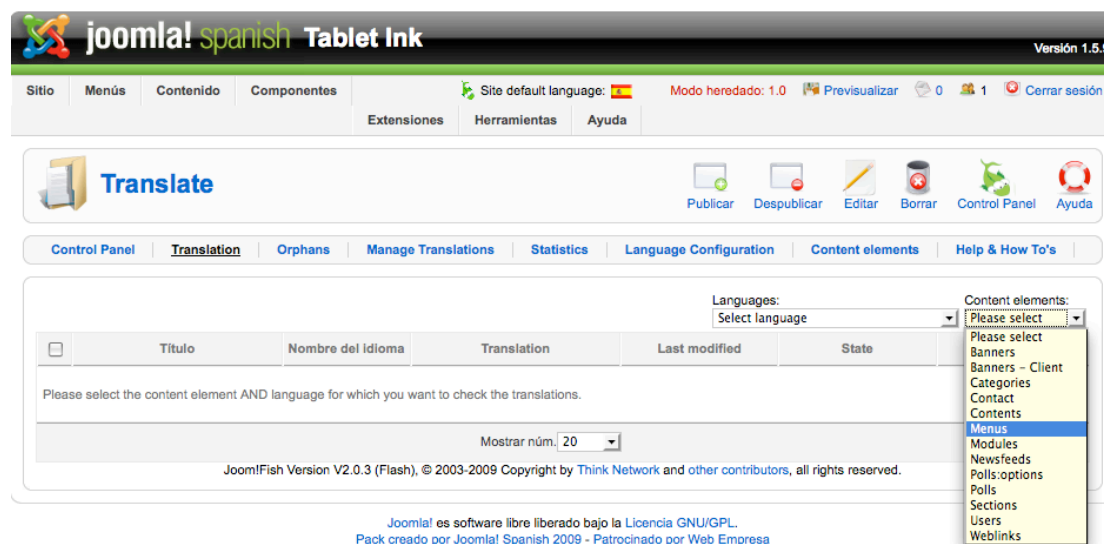 joomla! spanish Tablet Ink
Versión 1.5.9
Sitio Menús Contenido Componentes Site default language: Modo heredado: 1.0 Previsualizar 0 1 Cerrar sesión
Extensiones Herramientas Ayuda
Translate
Publicar Despublicar Editar Borrar Control Panel Ayuda
Control Panel Translation Orphans Manage Translations Statistics Language Configuration Content elements Help & How To's
Languages: Content elements:
Select language Please select
Título Nombre del idioma Translation Last modified State
Please select the content element AND language for which you want to check the translations.
Mostrar núm. 20
Joom!Fish Version V2.0.3 (Flash), © 2003-2009 Copyright by Think Network and other contributors, all rights reserved.
Please select
Banners
Banners - Client
Categories
Contact
Contents
Menus
Modules
Newsfeeds
Polls:options
Polls
Sections
Users
Weblinks
Joomla! es software libre liberado bajo la Licencia GNU/GPL.
Pack creado por Joomla! Spanish 2009 - Patrocinado por Web Empresa